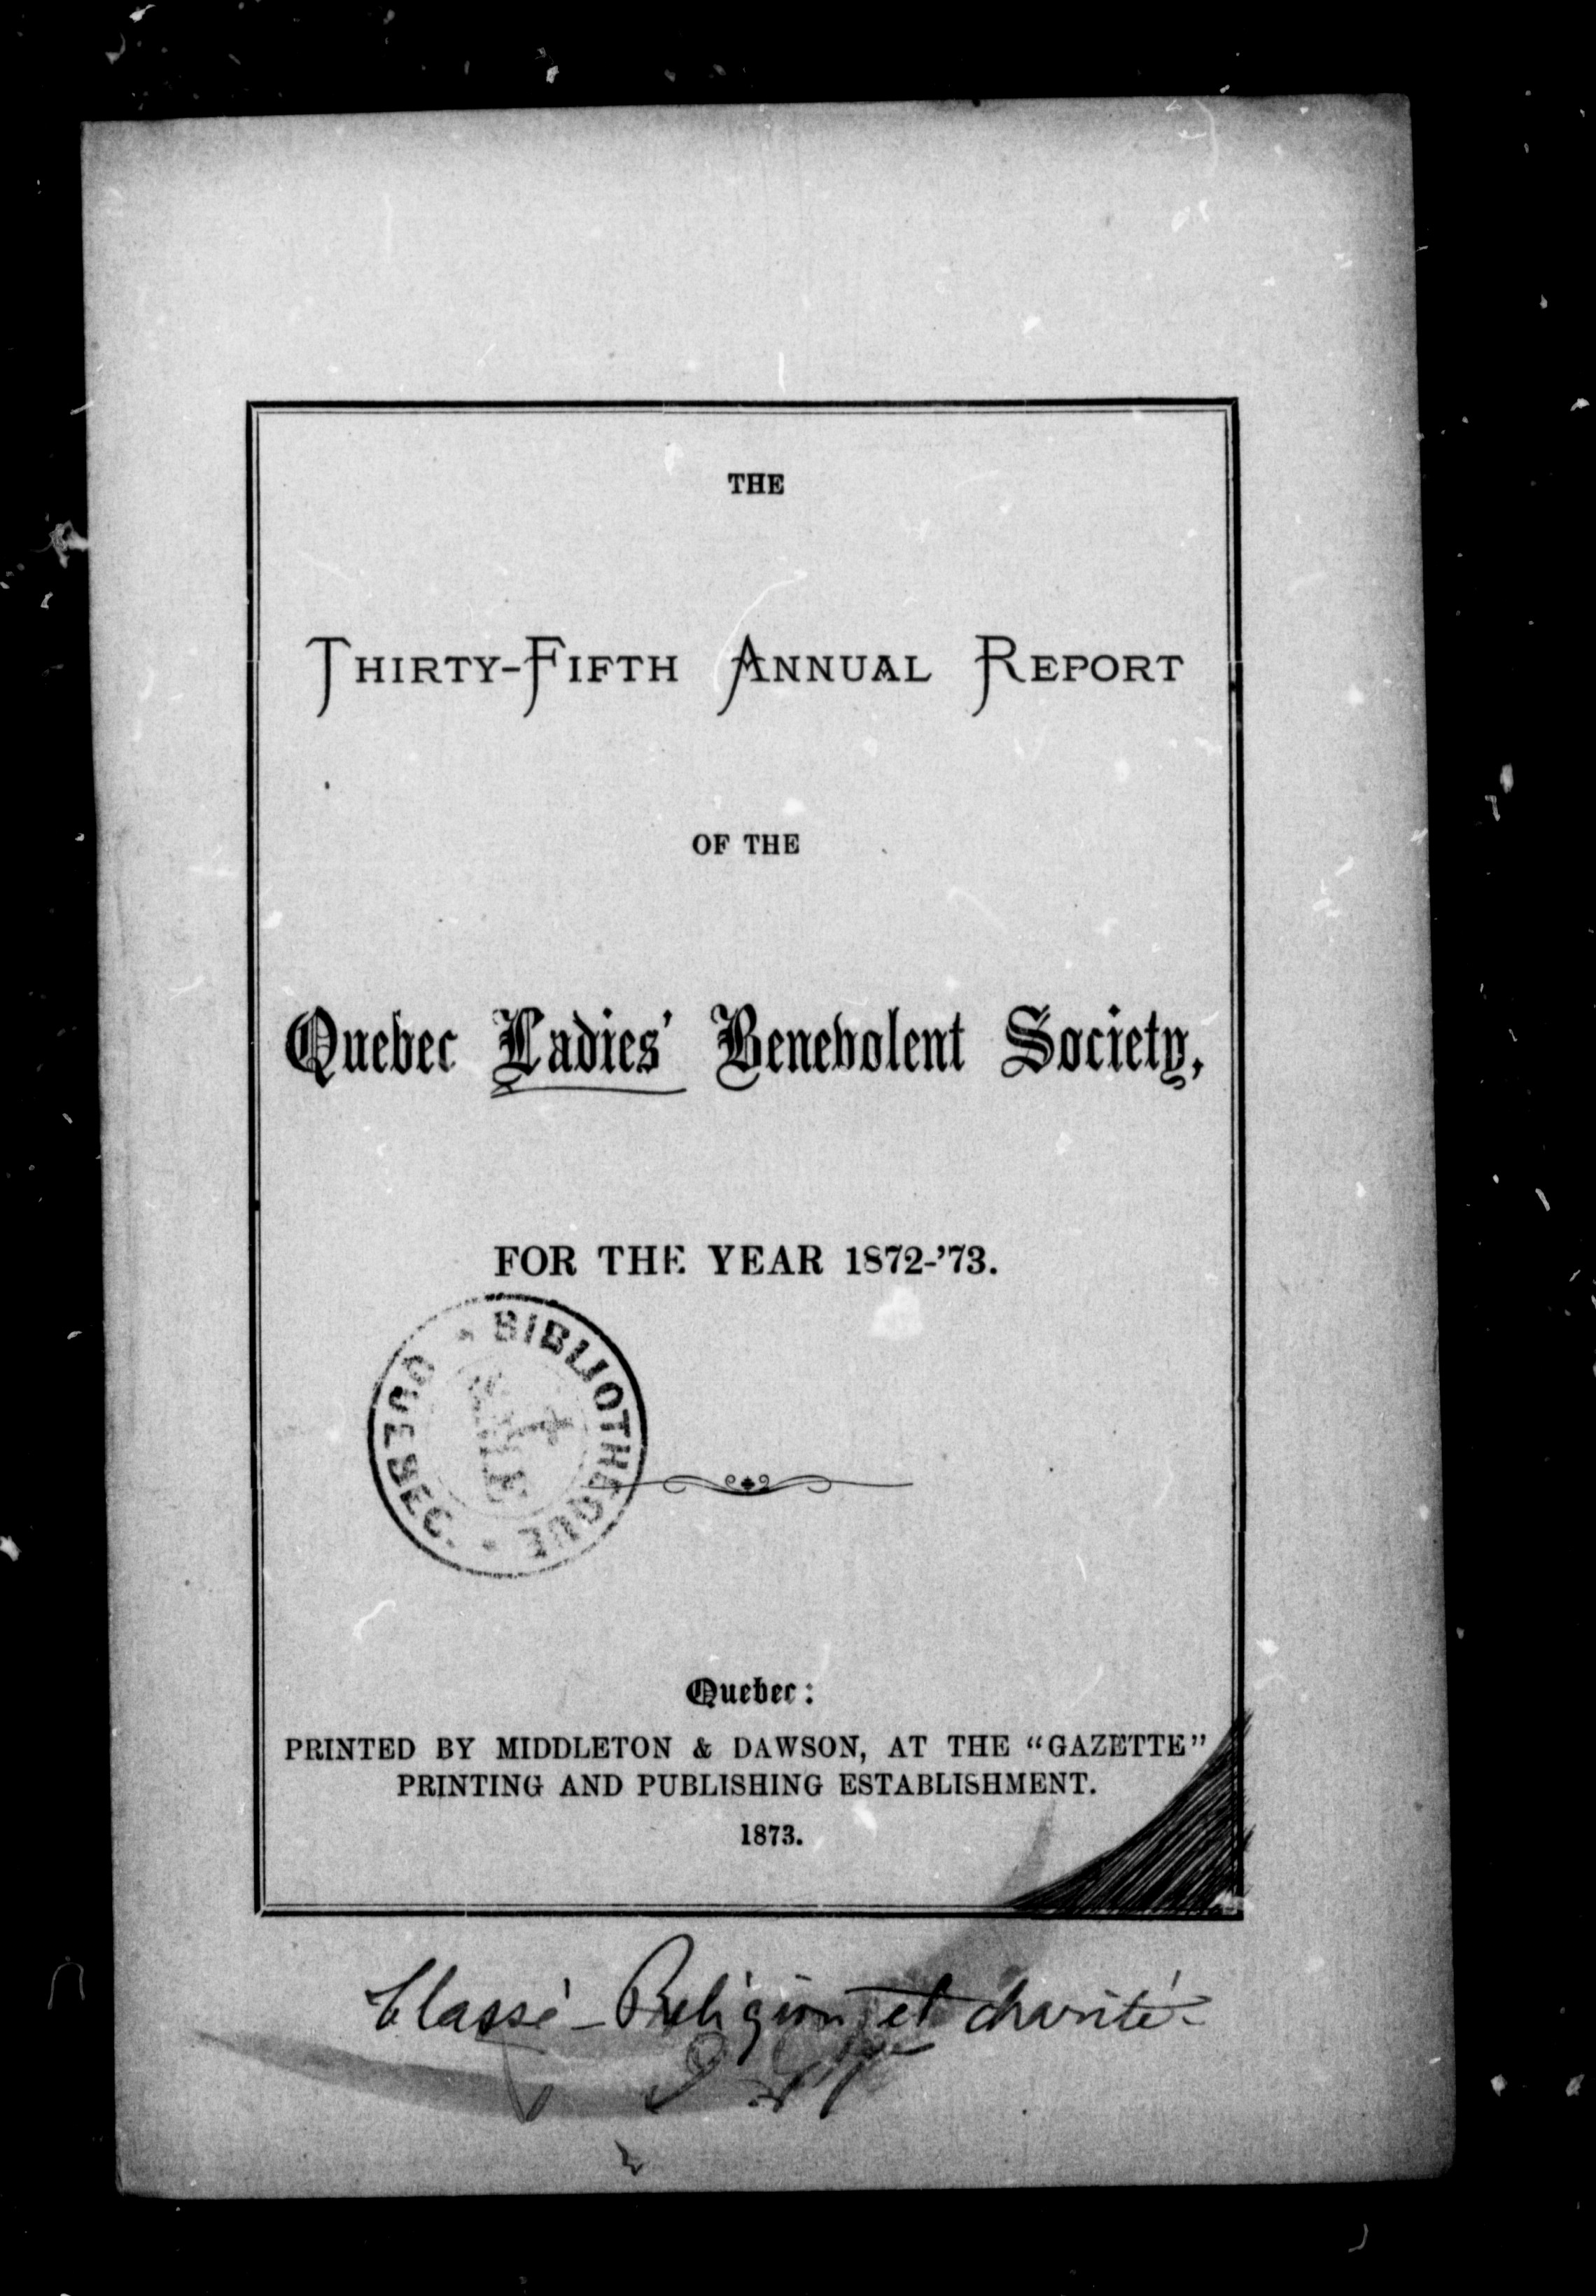 THE
THIRTY-FIFTH ANNUAL REPORT
OF THE
Quebec Ladies' Benevolent Society,
FOR THE YEAR 1872-'73.
BIBLIOTHEQUE
QUEBEC.
Quebec:
PRINTED BY MIDDLETON & DAWSON, AT THE "GAZETTE"
PRINTING AND PUBLISHING ESTABLISHMENT.
1873.
Classé - Religion et charité -